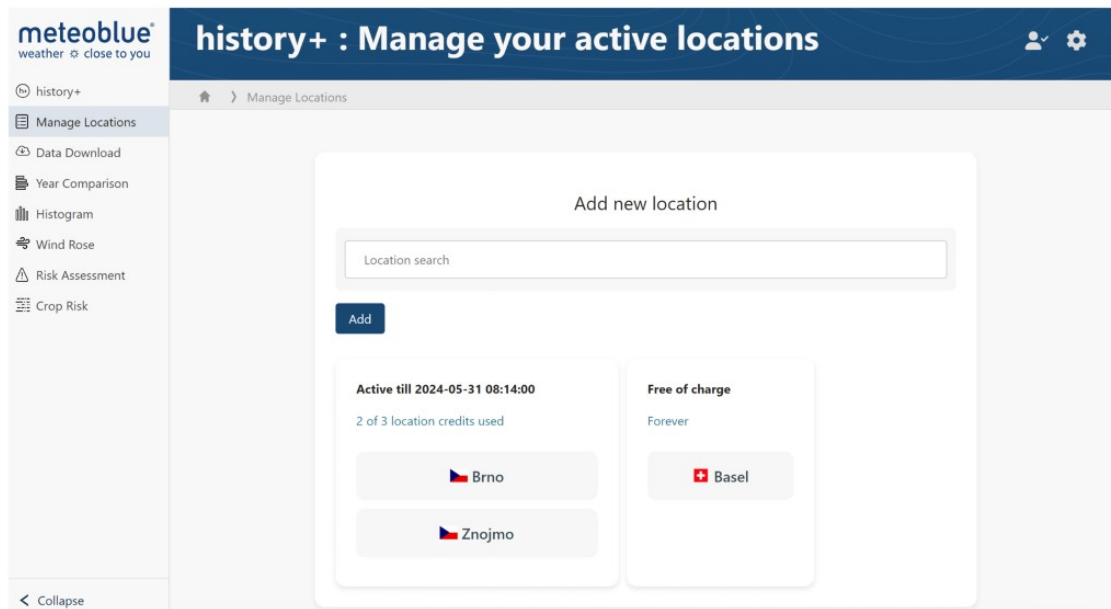 meteoblue®
weather ☼ close to you
history+ : Manage your active locations
history+
Manage Locations
Data Download
Year Comparison
Histogram
Wind Rose
Risk Assessment
Crop Risk
Collapse
Manage Locations
Add new location
Location search
Add
Active till 2024-05-31 08:14:00
2 of 3 location credits used
Brno
Znojmo
Free of charge
Forever
Basel